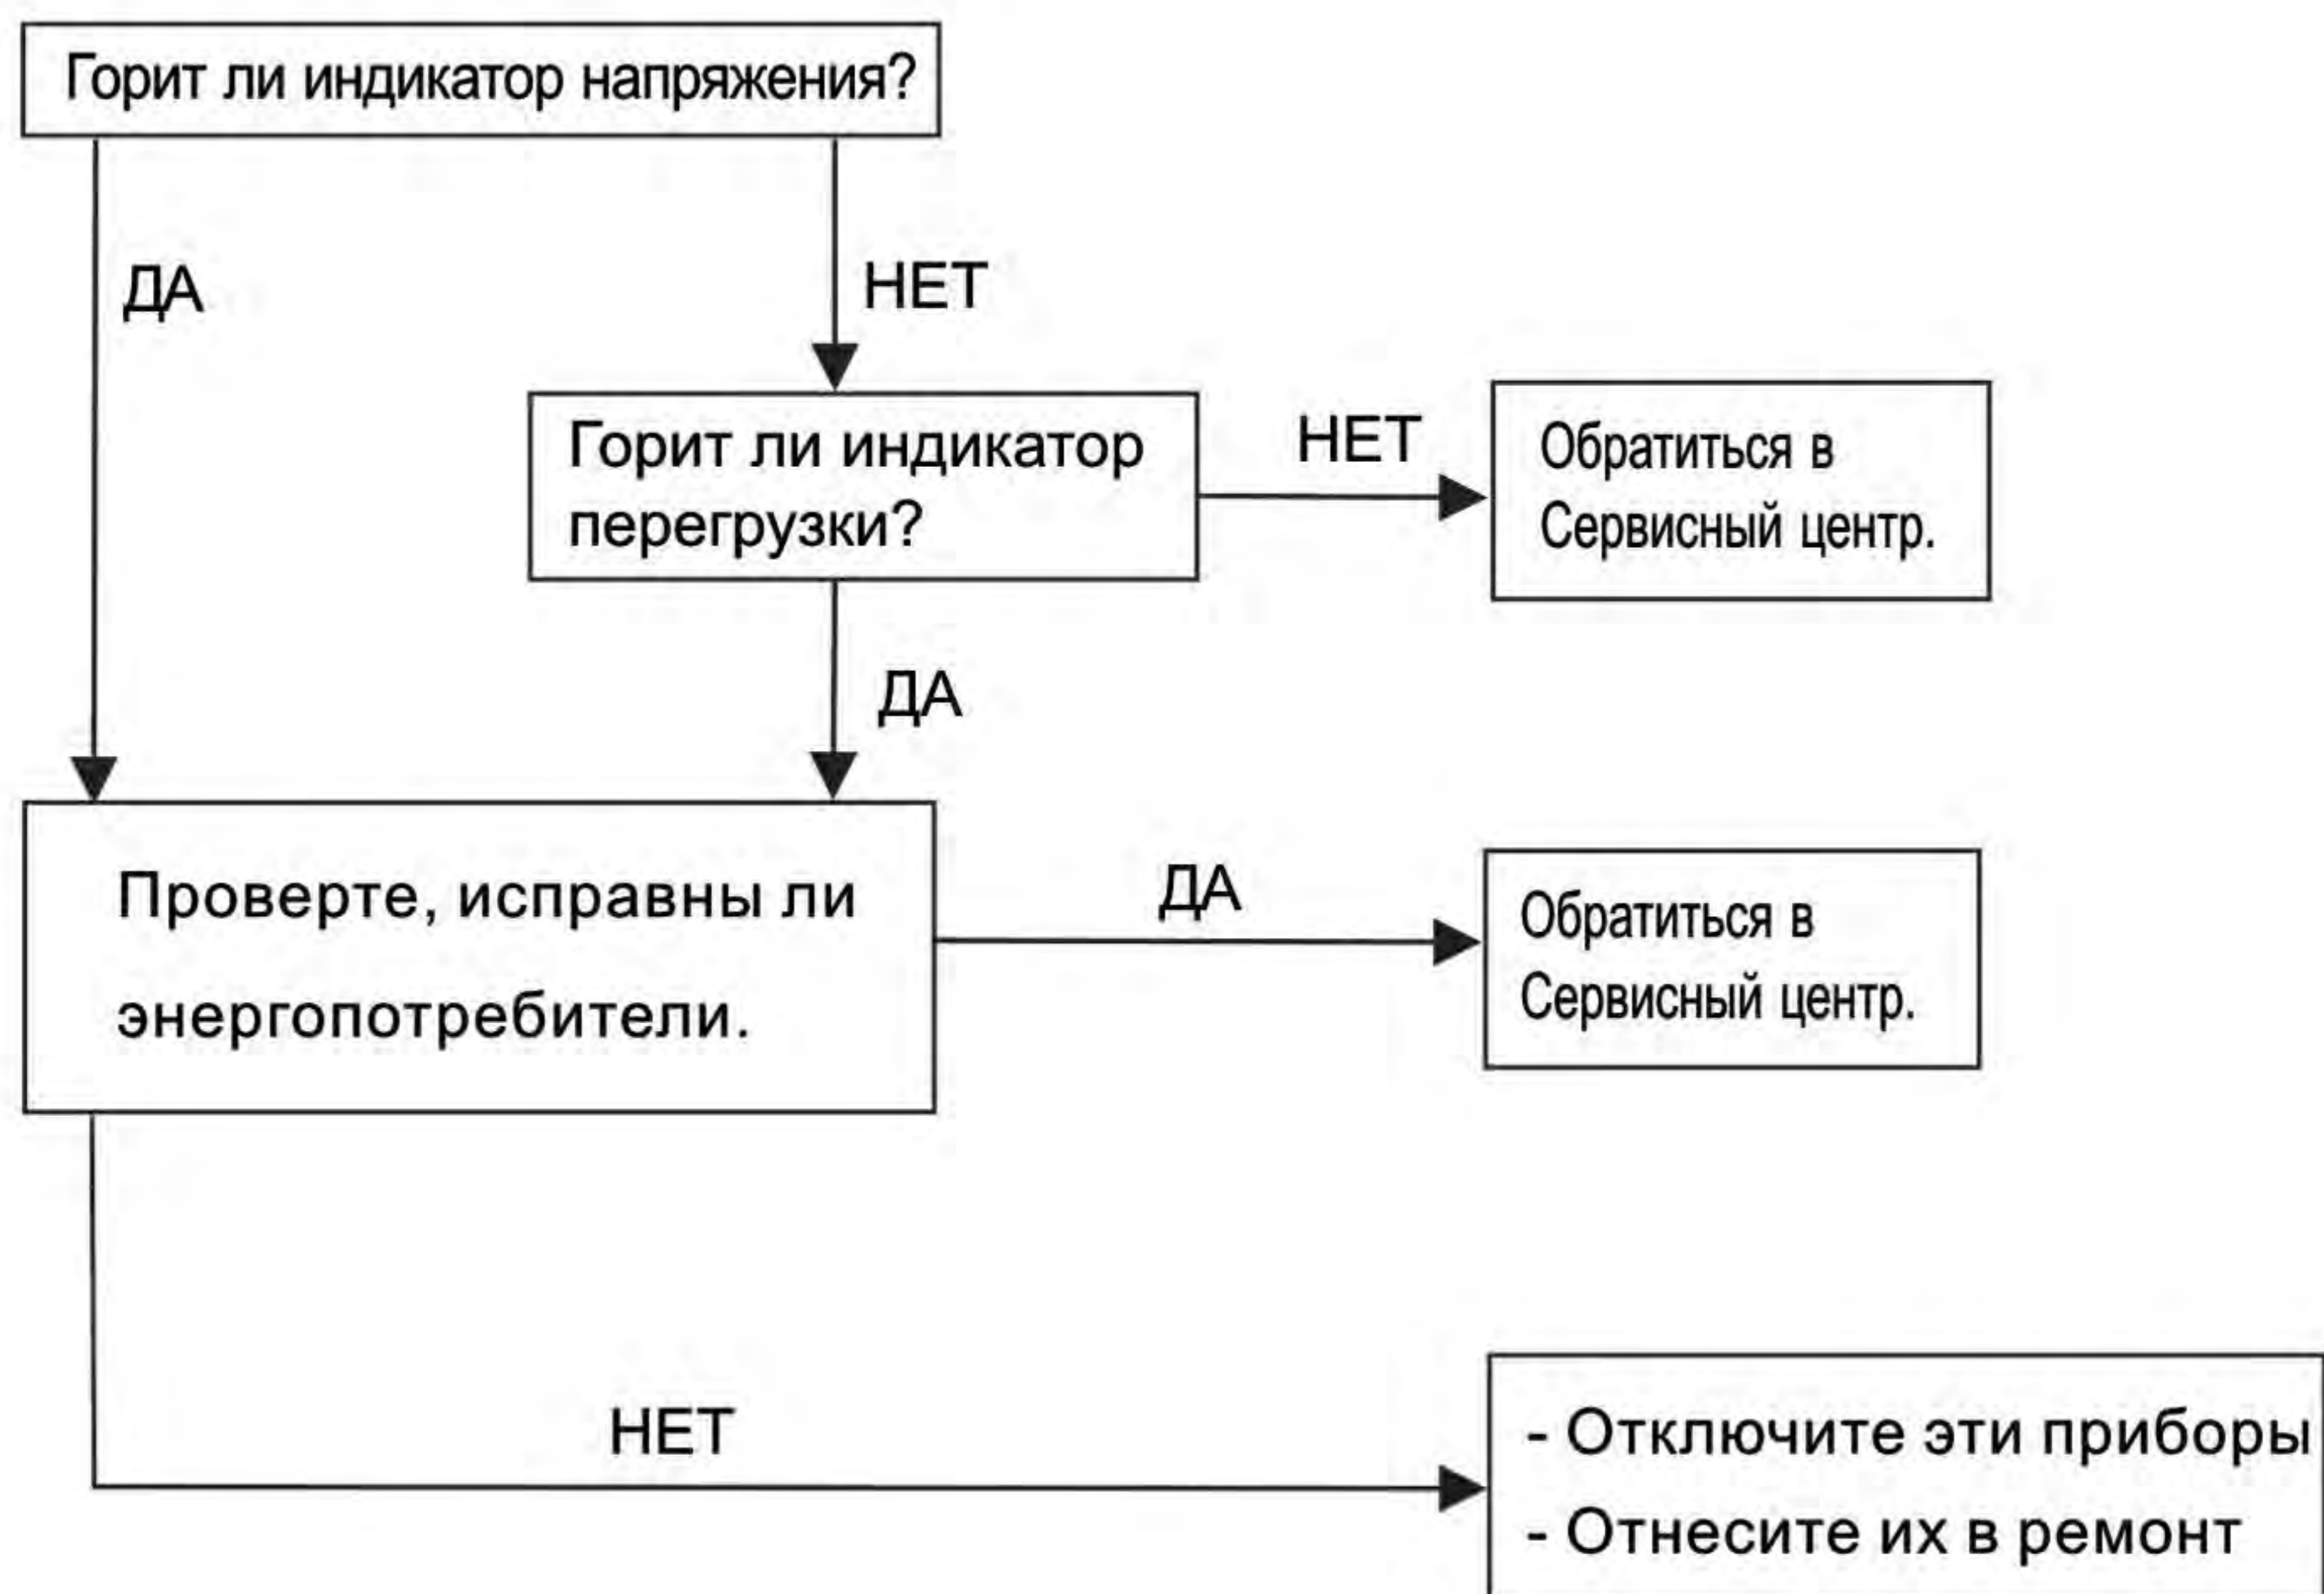 Горит ли индикатор напряжения?
ДА
НЕТ
Горит ли индикатор
перегрузки?
НЕТ
Обратиться в
Сервисный центр.
ДА
Проверте, исправны ли
энергопотребители.
ДА
Обратиться в
Сервисный центр.
НЕТ
- Отключите эти приборы
- Отнесите их в ремонт